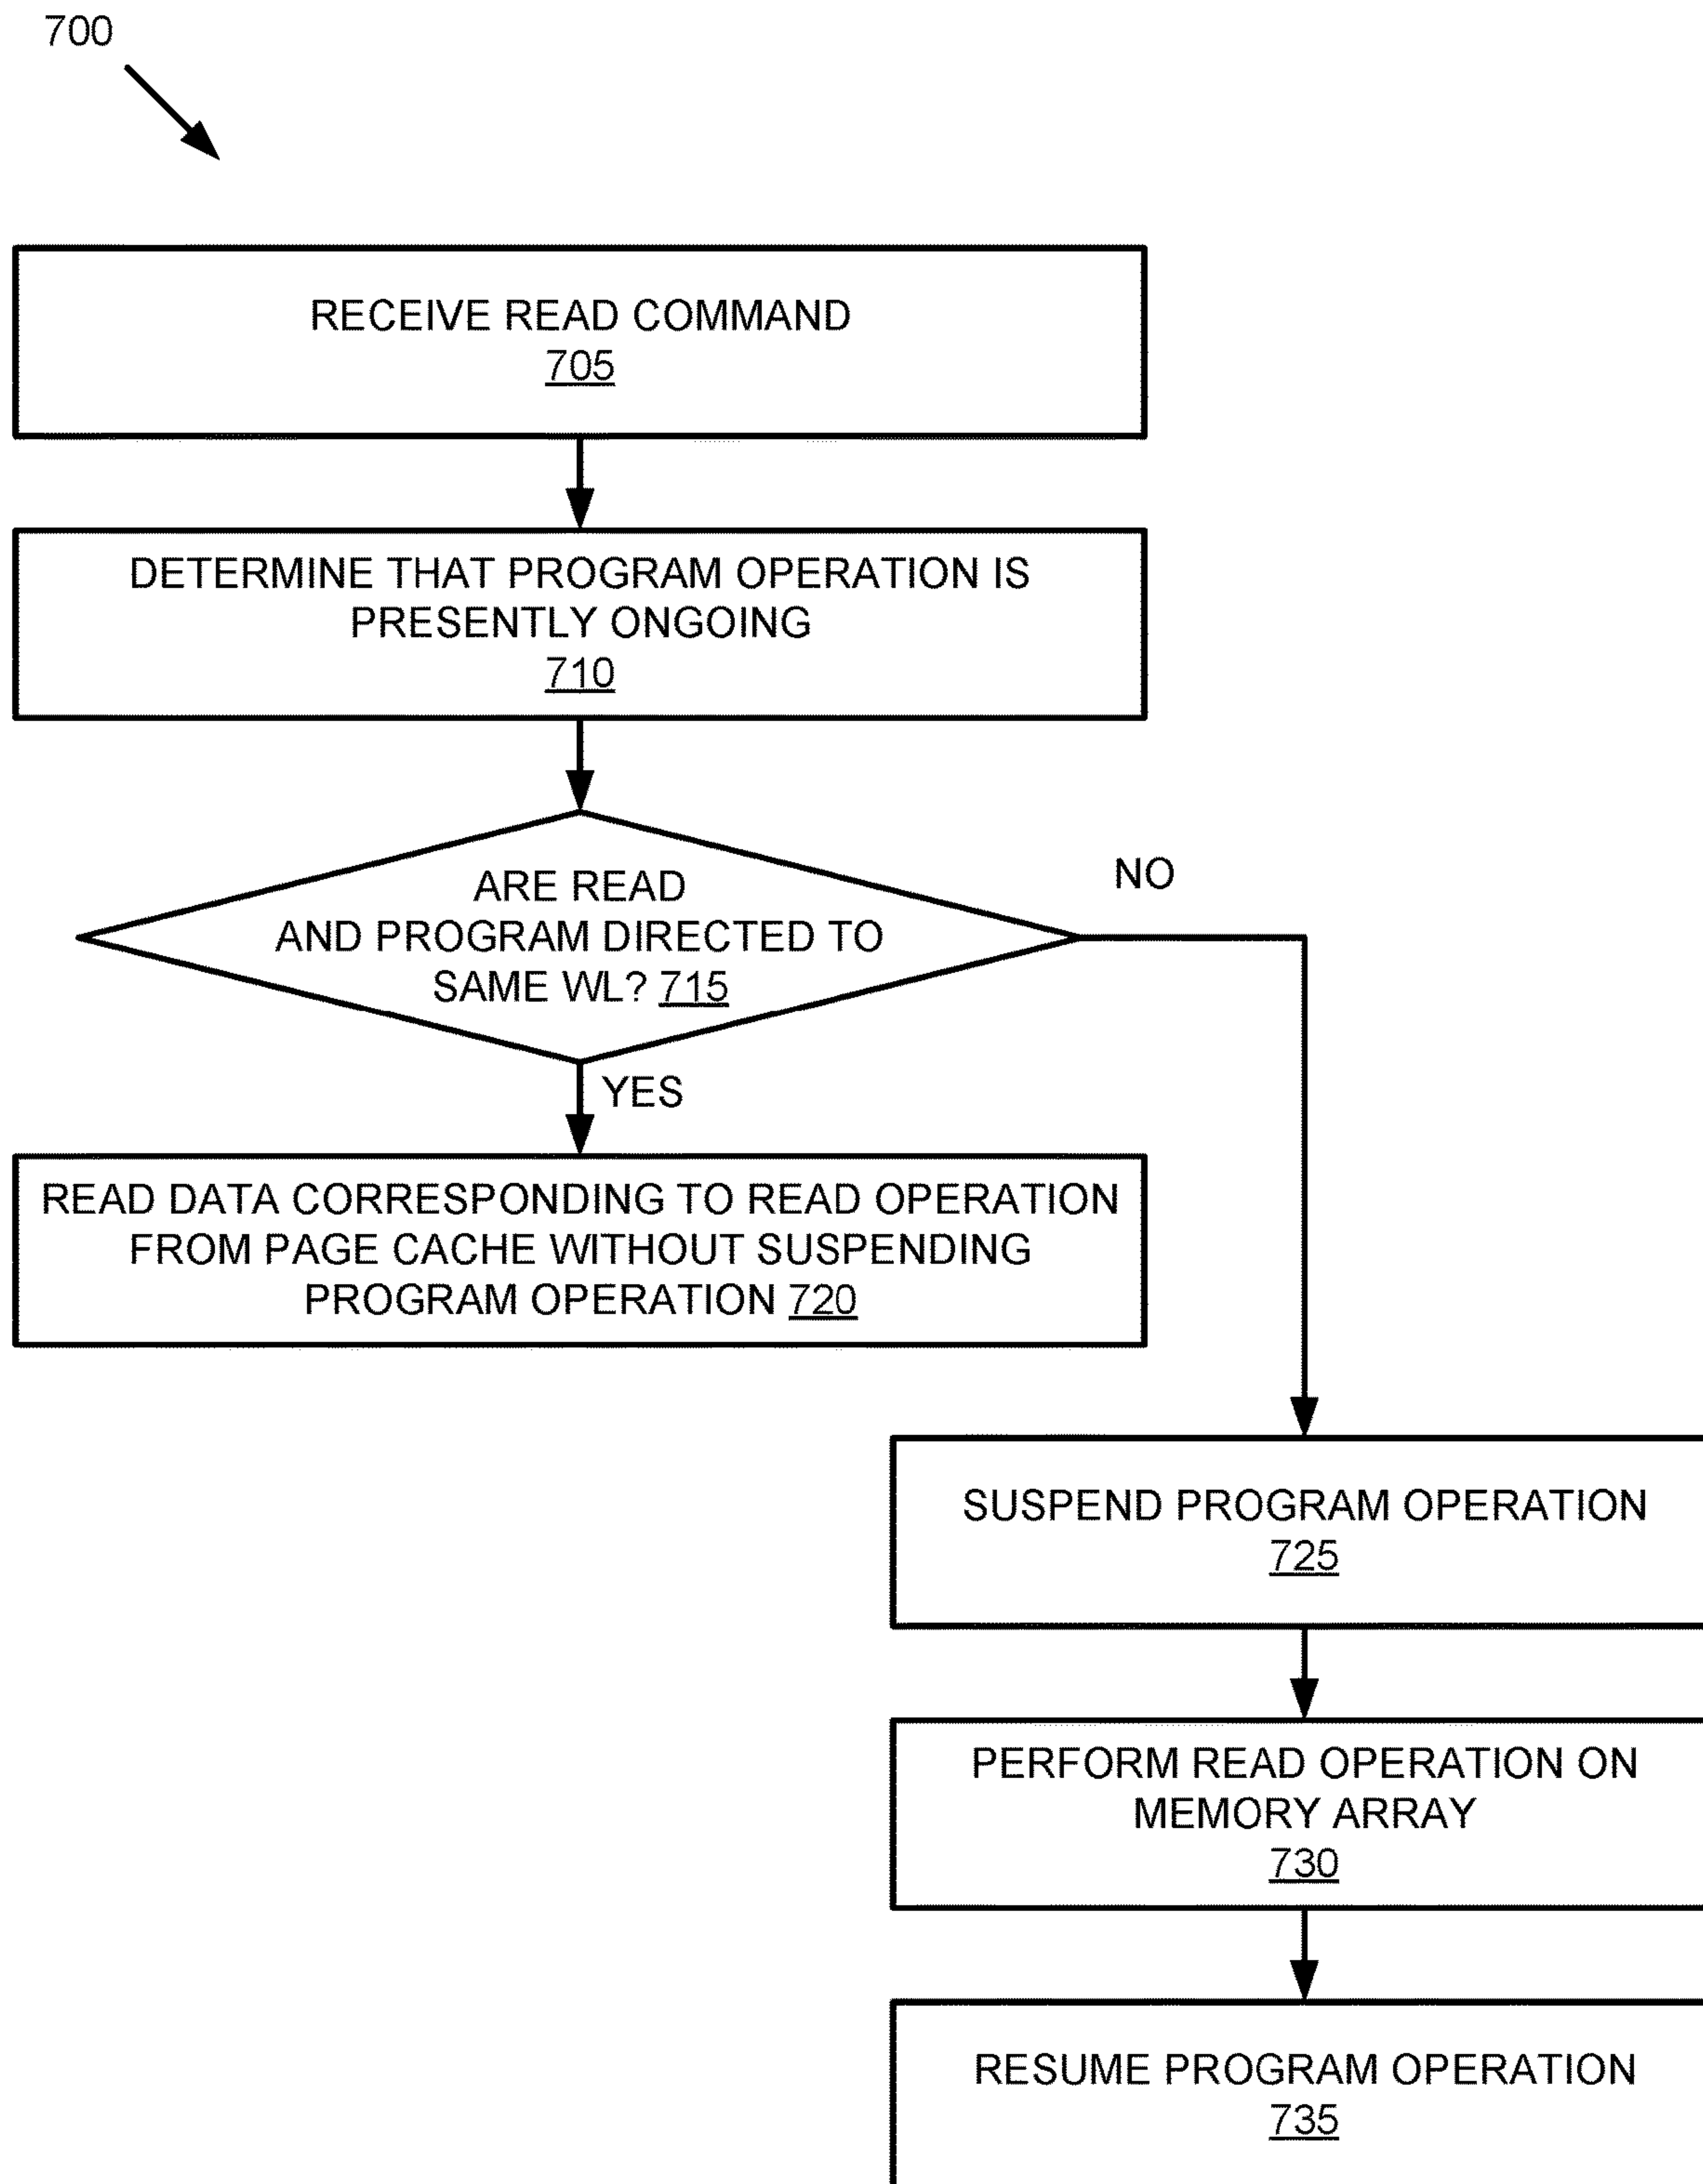 700
RECEIVE READ COMMAND
705
DETERMINE THAT PROGRAM OPERATION IS
PRESENTLY ONGOING
710
ARE READ
AND PROGRAM DIRECTED TO
SAME WL? 715
NO
YES
READ DATA CORRESPONDING TO READ OPERATION
FROM PAGE CACHE WITHOUT SUSPENDING
PROGRAM OPERATION 720
SUSPEND PROGRAM OPERATION
725
PERFORM READ OPERATION ON
MEMORY ARRAY
730
RESUME PROGRAM OPERATION
735